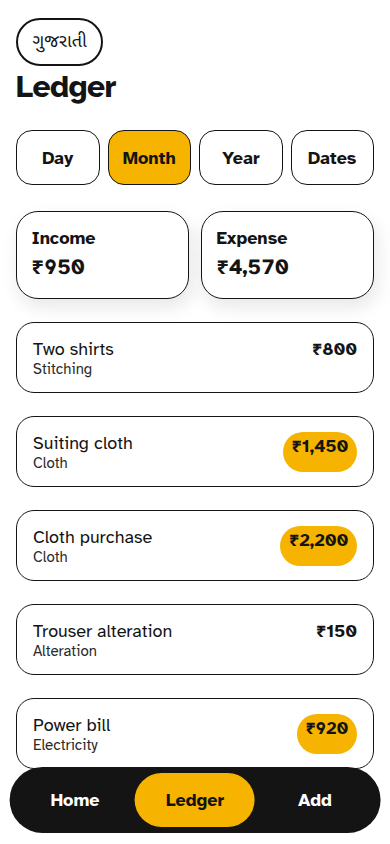 ગુજરાતી
Ledger
Day Month Year Dates
Income Expense
₹950 ₹4,570
Two shirts ₹800
Stitching
Suiting cloth ₹1,450
Cloth
Cloth purchase ₹2,200
Cloth
Trouser alteration ₹150
Alteration
Power bill ₹920
Electricity
Home Ledger Add